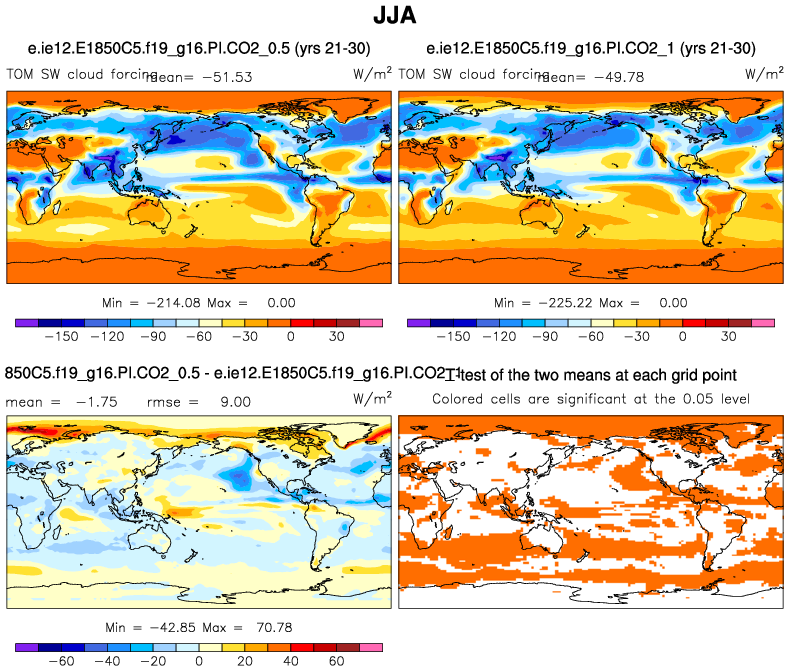 JJA
e.ie12.E1850C5.f19_g16.PI.CO2_0.5 (yrs 21-30)
e.ie12.E1850C5.f19_g16.PI.CO2_1 (yrs 21-30)
TOM SW cloud forcing mean= −51.53 W/m²
TOM SW cloud forcing mean= −49.78 W/m²
Min = −214.08 Max = 0.00
Min = −225.22 Max = 0.00
−150 −120 −90 −60 −30 0 30
−150 −120 −90 −60 −30 0 30
850C5.f19_g16.PI.CO2_0.5 - e.ie12.E1850C5.f19_g16.PI.CO2_1
T-test of the two means at each grid point
mean = −1.75 rmse = 9.00 W/m²
Colored cells are significant at the 0.05 level
Min = −42.85 Max = 70.78
−60 −40 −20 0 20 40 60